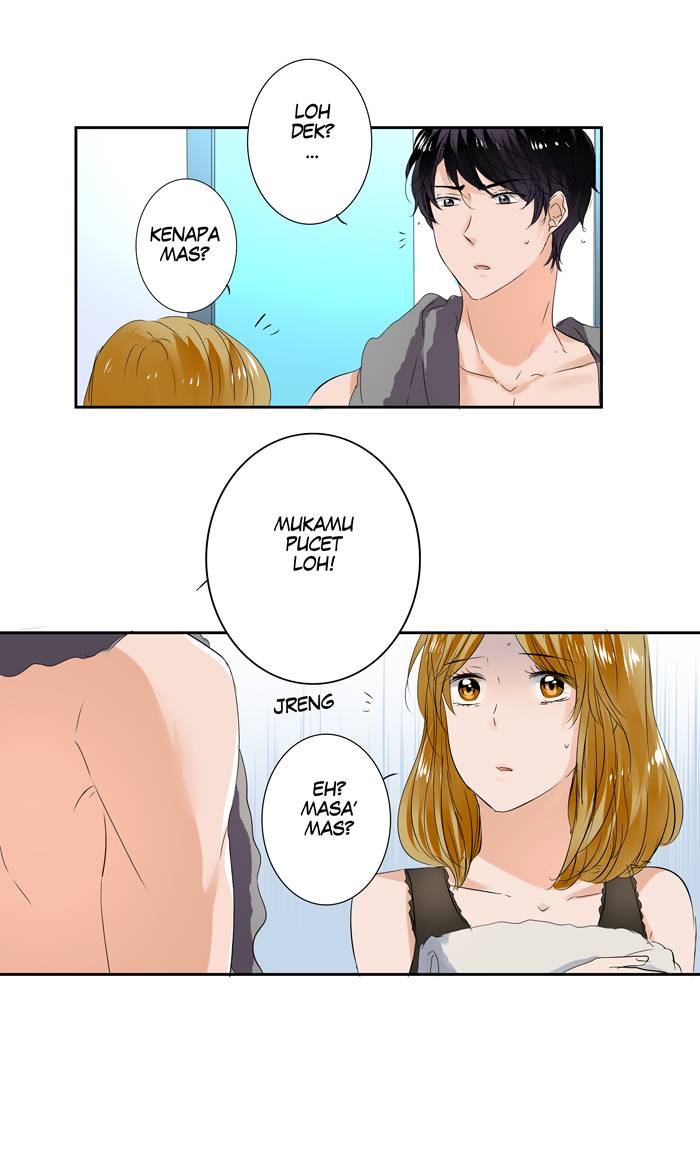 LOH
DEK?
...
KENAPA
MAS?
MUKAMU
PUCET
LOH!
JRENG
EH?
MASA'
MAS?